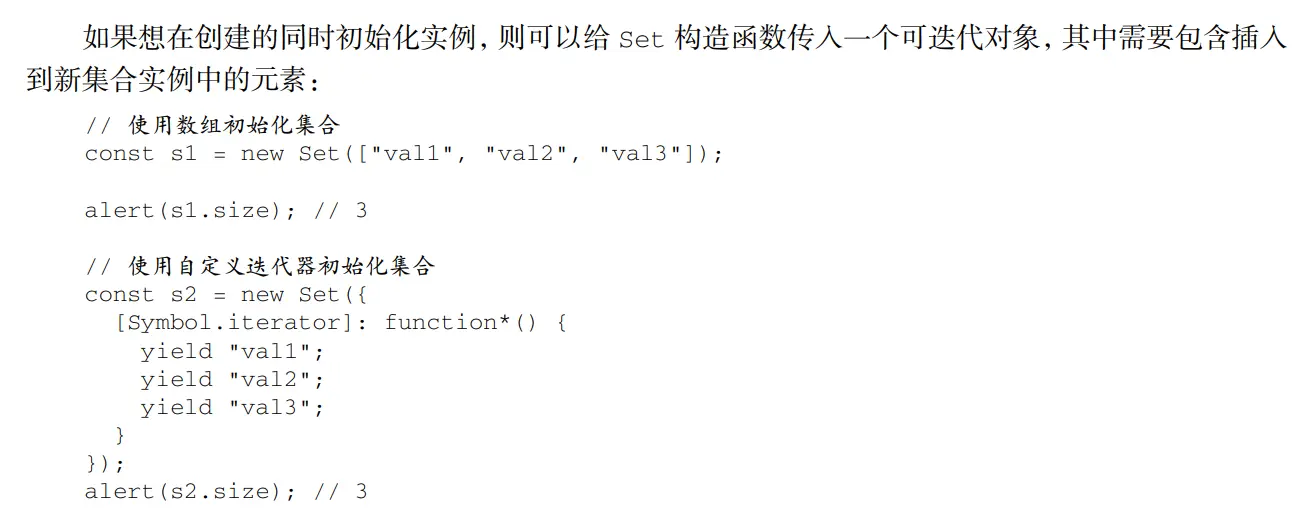 如果想在创建的同时初始化实例，则可以给 Set 构造函数传入一个可迭代对象，其中需要包含插入
到新集合实例中的元素：
// 使用数组初始化集合
const s1 = new Set(["val1", "val2", "val3"]);
alert(s1.size); // 3
// 使用自定义迭代器初始化集合
const s2 = new Set({
  [Symbol.iterator]: function*() {
    yield "val1";
    yield "val2";
    yield "val3";
  }
});
alert(s2.size); // 3